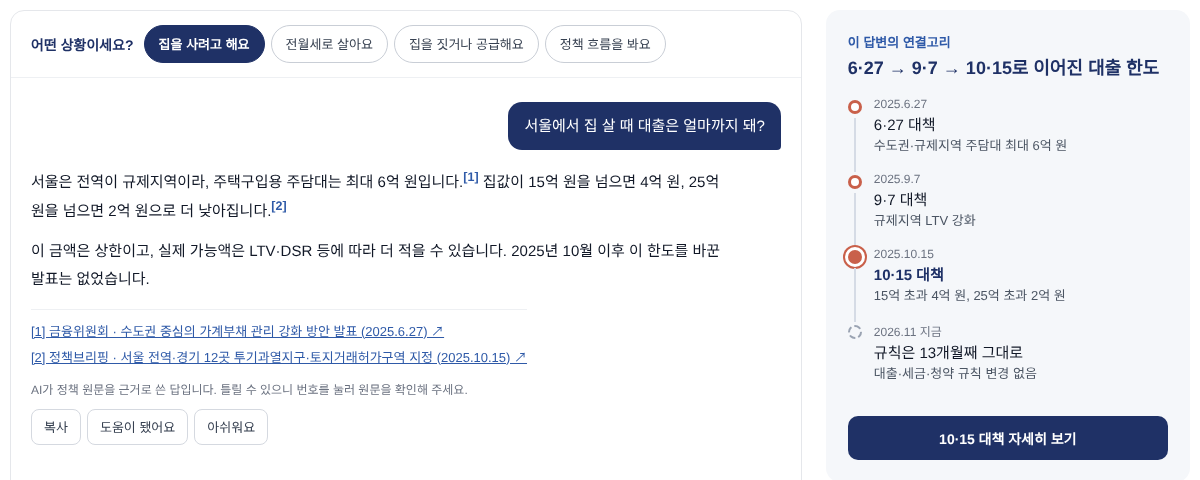 어떤 상황이세요? 집을 사려고 해요 전월세로 살아요 집을 짓거나 공급해요 정책 흐름을 봐요
서울에서 집 살 때 대출은 얼마까지 돼?
서울은 전역이 규제지역이라, 주택구입용 주담대는 최대 6억 원입니다.[1] 집값이 15억 원을 넘으면 4억 원, 25억
원을 넘으면 2억 원으로 더 낮아집니다.[2]
이 금액은 상한이고, 실제 가능액은 LTV·DSR 등에 따라 더 적을 수 있습니다. 2025년 10월 이후 이 한도를 바꾼
발표는 없었습니다.
[1] 금융위원회 · 수도권 중심의 가계부채 관리 강화 방안 발표 (2025.6.27) ↗
[2] 정책브리핑 · 서울 전역·경기 12곳 투기과열지구·토지거래허가구역 지정 (2025.10.15) ↗
AI가 정책 원문을 근거로 쓴 답입니다. 틀릴 수 있으니 번호를 눌러 원문을 확인해 주세요.
복사 도움이 됐어요 아쉬워요
이 답변의 연결고리
6·27 → 9·7 → 10·15로 이어진 대출 한도
2025.6.27
6·27 대책
수도권·규제지역 주담대 최대 6억 원
2025.9.7
9·7 대책
규제지역 LTV 강화
2025.10.15
10·15 대책
15억 초과 4억 원, 25억 초과 2억 원
2026.11 지금
규칙은 13개월째 그대로
대출·세금·청약 규칙 변경 없음
10·15 대책 자세히 보기